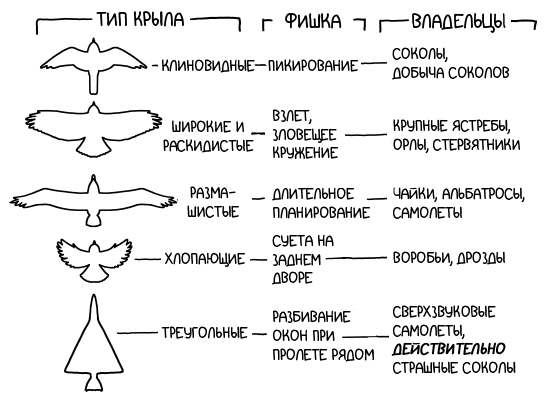 ТИП КРЫЛА ФИШКА ВЛАДЕЛЬЦЫ
КЛИНОВИДНЫЕ ПИКИРОВАНИЕ СОКОЛЫ,
ДОБЫЧА СОКОЛОВ
ШИРОКИЕ И
РАСКИДИСТЫЕ
ВЗЛЕТ,
ЗЛОВЕЩЕЕ
КРУЖЕНИЕ
КРУПНЫЕ ЯСТРЕБЫ,
ОРЛЫ, СТЕРВЯТНИКИ
РАЗМА-
ШИСТЫЕ
ДЛИТЕЛЬНОЕ
ПЛАНИРОВАНИЕ
ЧАЙКИ, АЛЬБАТРОСЫ,
САМОЛЕТЫ
ХЛОПАЮЩИЕ
СУЕТА НА
ЗАДНЕМ
ДВОРЕ
ВОРОБЬИ, ДРОЗДЫ
ТРЕУГОЛЬНЫЕ
РАЗБИВАНИЕ
ОКОН ПРИ
ПРОЛЕТЕ РЯДОМ
СВЕРХЗВУКОВЫЕ
САМОЛЕТЫ,
ДЕЙСТВИТЕЛЬНО
СТРАШНЫЕ СОКОЛЫ